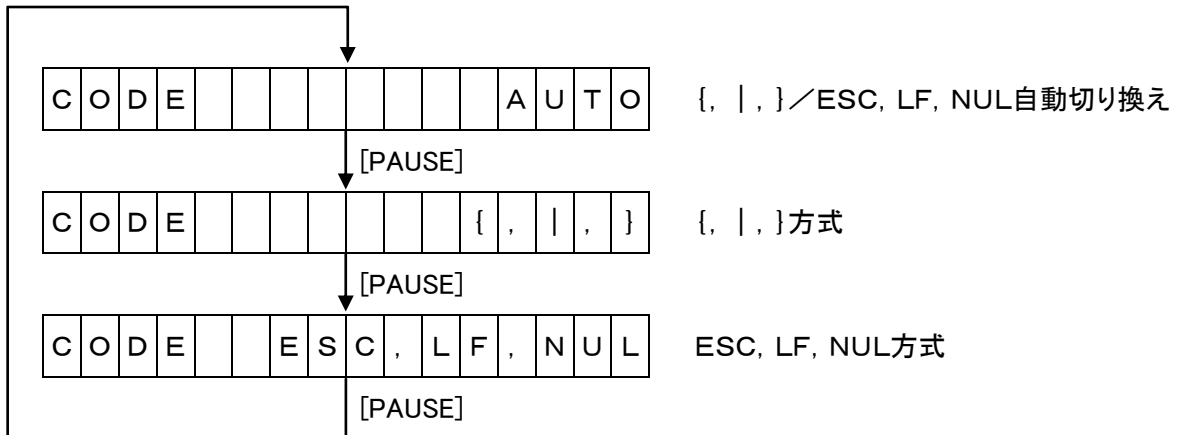 CODE AUTO {, |, }／ESC, LF, NUL自動切り換え
[PAUSE]
CODE {, |, } {, |, }方式
[PAUSE]
CODE ESC, LF, NUL ESC, LF, NUL方式
[PAUSE]